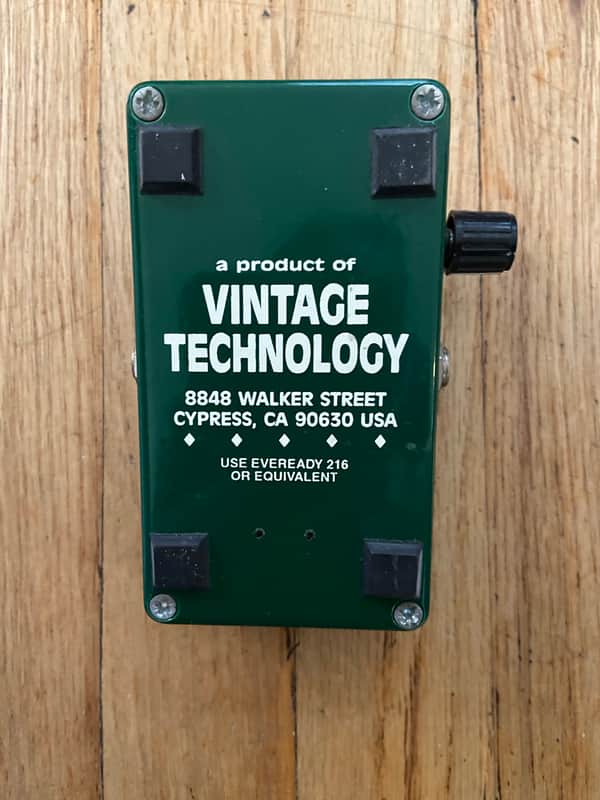 a product of
VINTAGE
TECHNOLOGY
8848 WALKER STREET
CYPRESS, CA 90630 USA
USE EVEREADY 216
OR EQUIVALENT